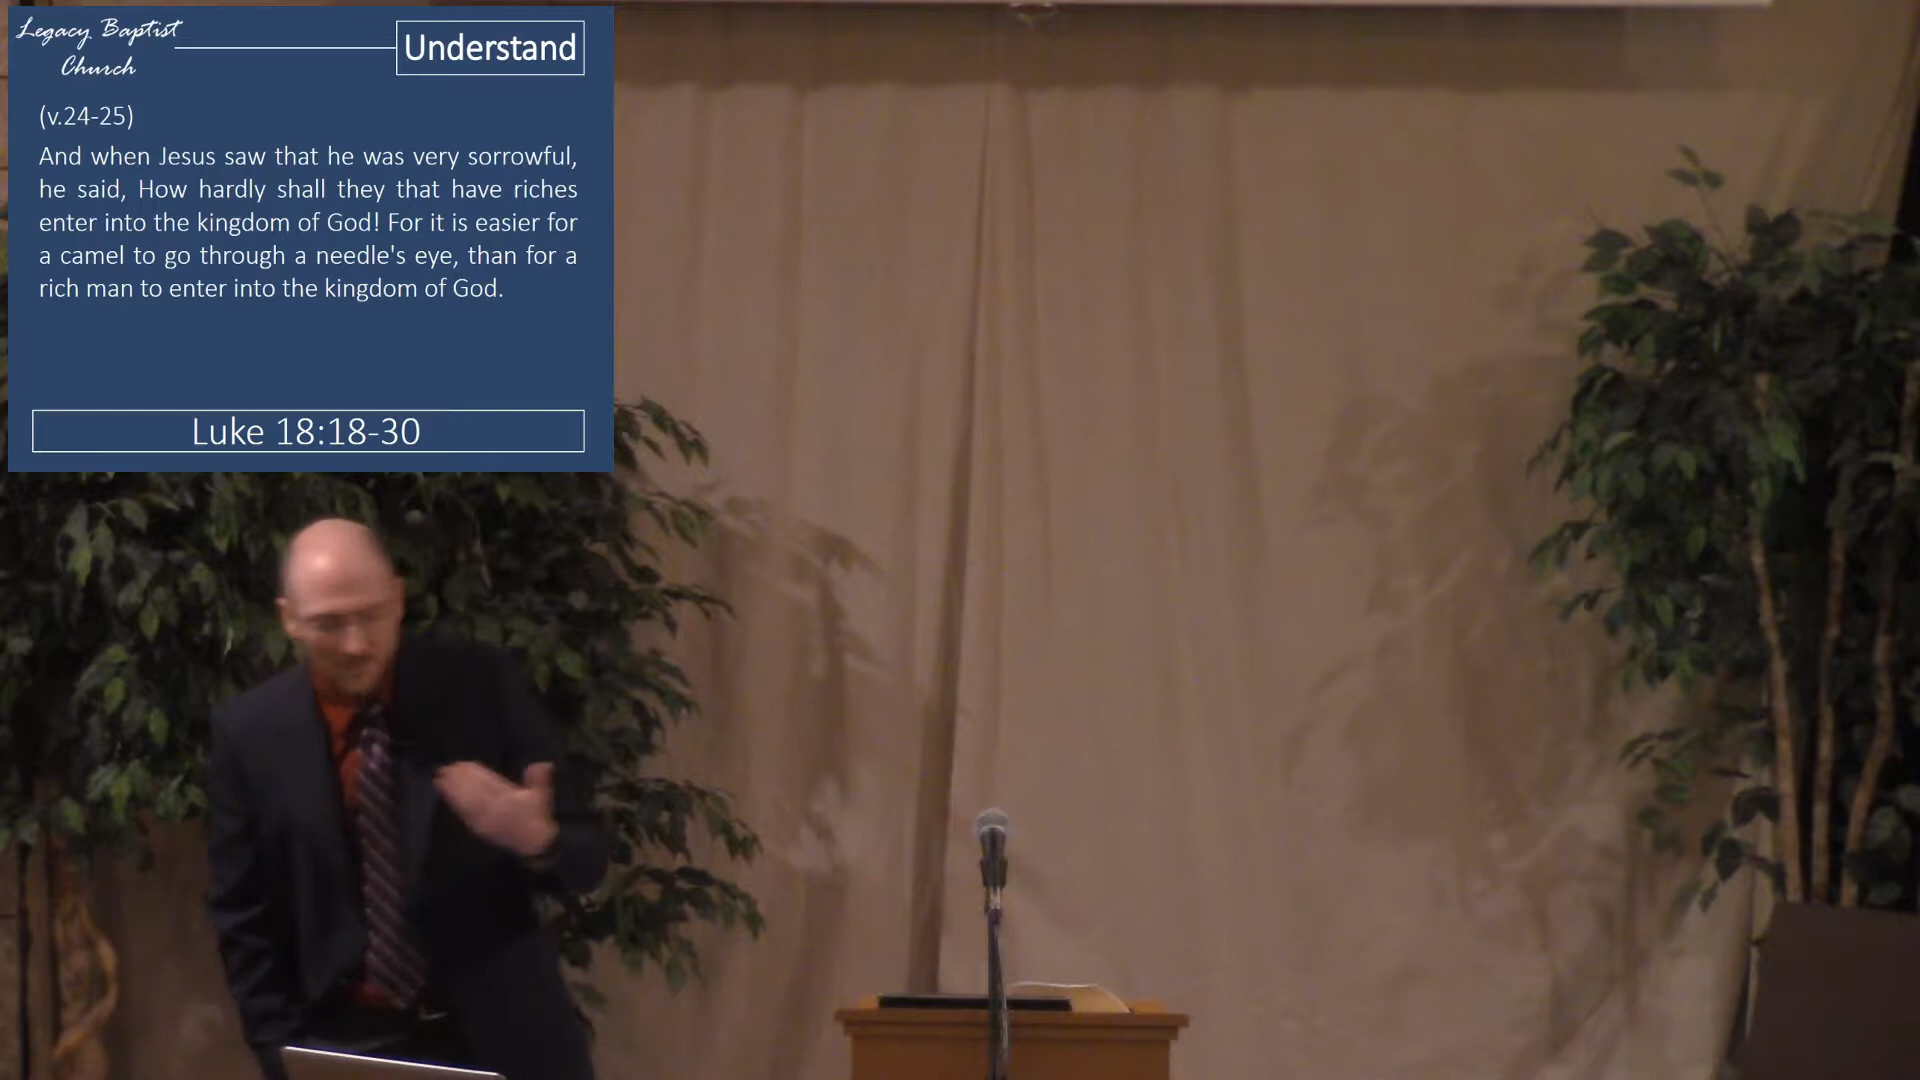 Legacy Baptist
Church
Understand
(v.24-25)
And when Jesus saw that he was very sorrowful,
he said, How hardly shall they that have riches
enter into the kingdom of God! For it is easier for
a camel to go through a needle's eye, than for a
rich man to enter into the kingdom of God.
Luke 18:18-30